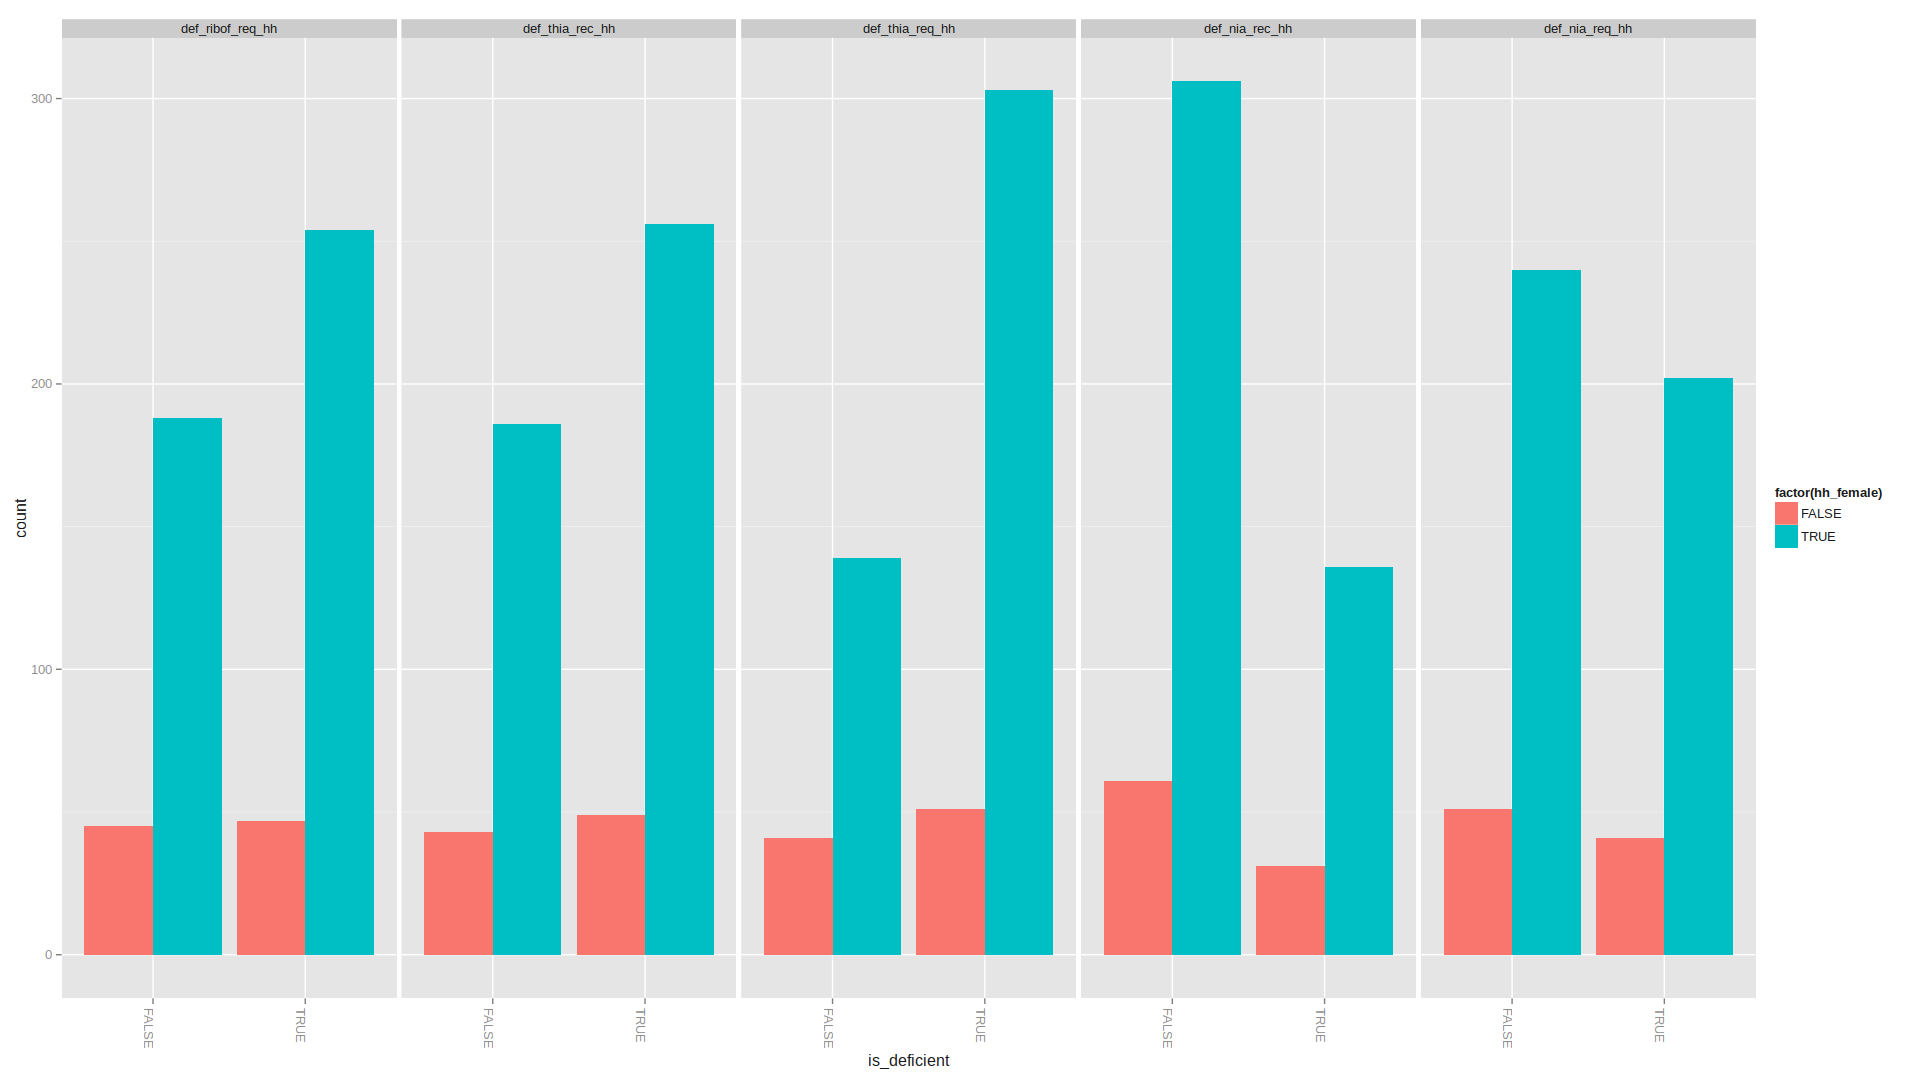 def_ribof_req_hh def_thia_rec_hh def_thia_req_hh def_nia_rec_hh def_nia_req_hh
300
200
100
0
count
FALSE TRUE FALSE TRUE FALSE TRUE FALSE TRUE FALSE TRUE
is_deficient
factor(hh_female)
FALSE
TRUE